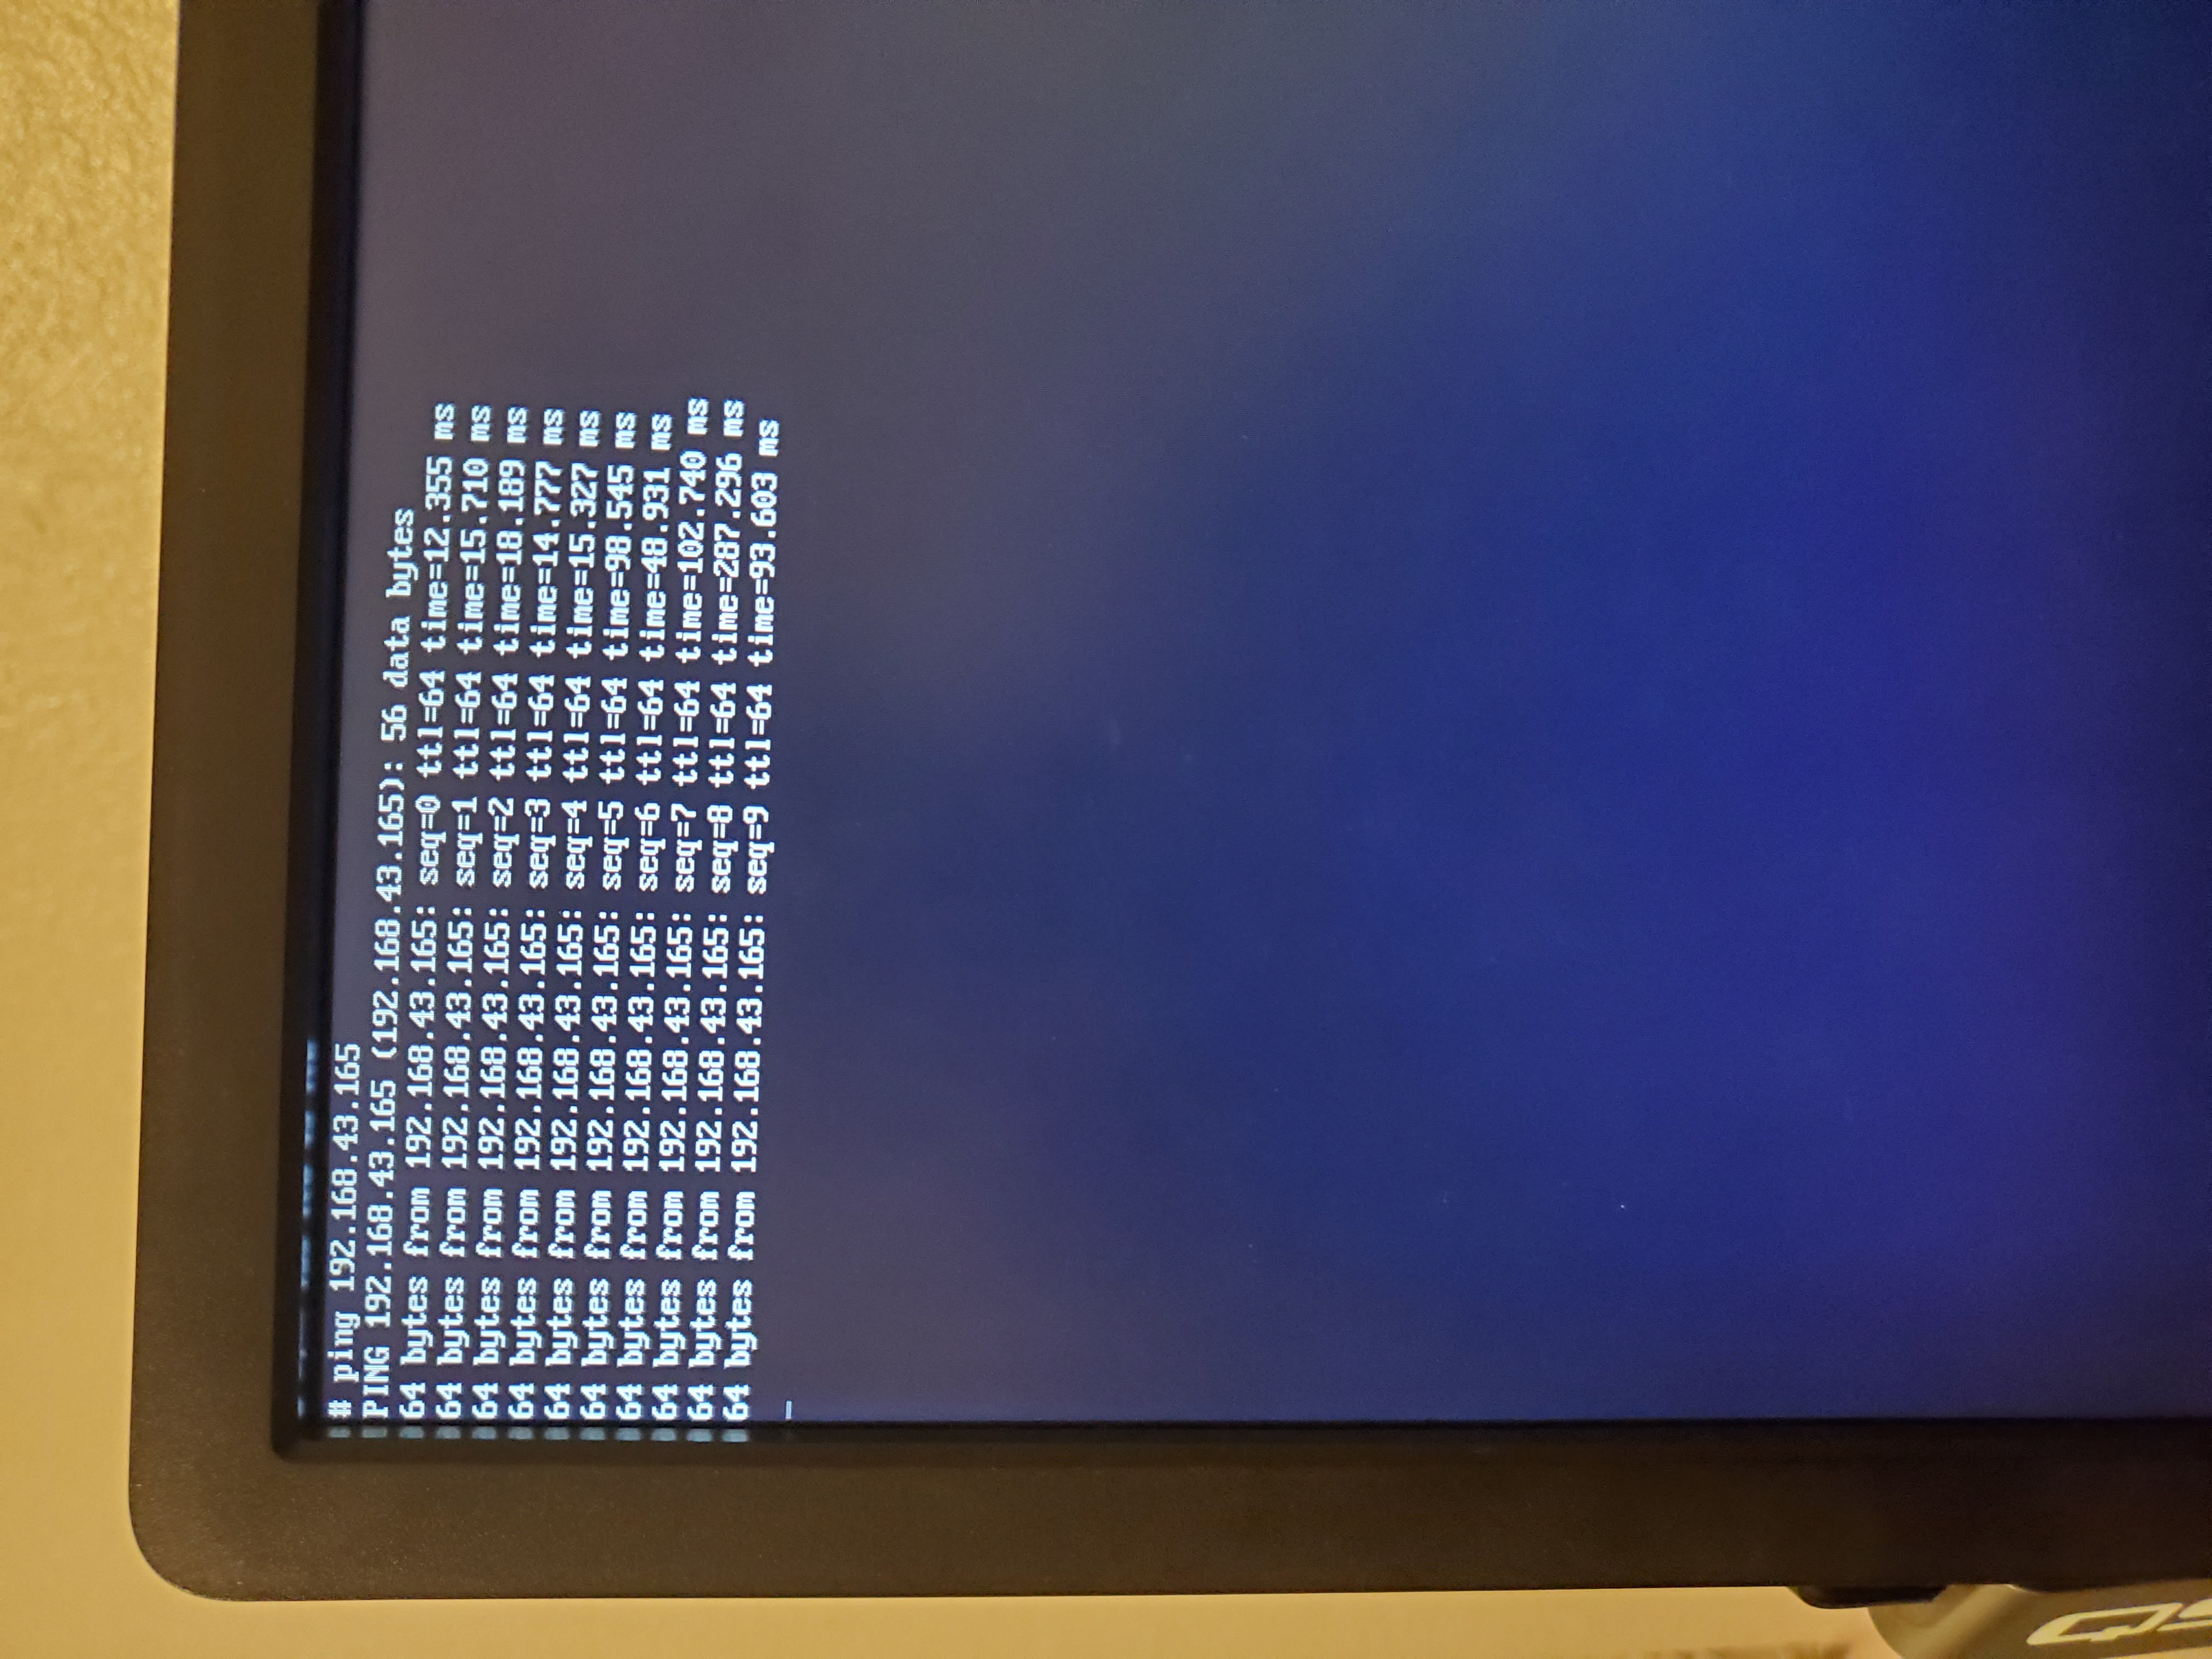 # ping 192.168.43.165
PING 192.168.43.165 (192.168.43.165): 56 data bytes
64 bytes from 192.168.43.165: seq=0 ttl=64 time=12.355 ms
64 bytes from 192.168.43.165: seq=1 ttl=64 time=15.710 ms
64 bytes from 192.168.43.165: seq=2 ttl=64 time=18.189 ms
64 bytes from 192.168.43.165: seq=3 ttl=64 time=14.777 ms
64 bytes from 192.168.43.165: seq=4 ttl=64 time=15.327 ms
64 bytes from 192.168.43.165: seq=5 ttl=64 time=98.545 ms
64 bytes from 192.168.43.165: seq=6 ttl=64 time=48.931 ms
64 bytes from 192.168.43.165: seq=7 ttl=64 time=102.740 ms
64 bytes from 192.168.43.165: seq=8 ttl=64 time=287.296 ms
64 bytes from 192.168.43.165: seq=9 ttl=64 time=93.603 ms